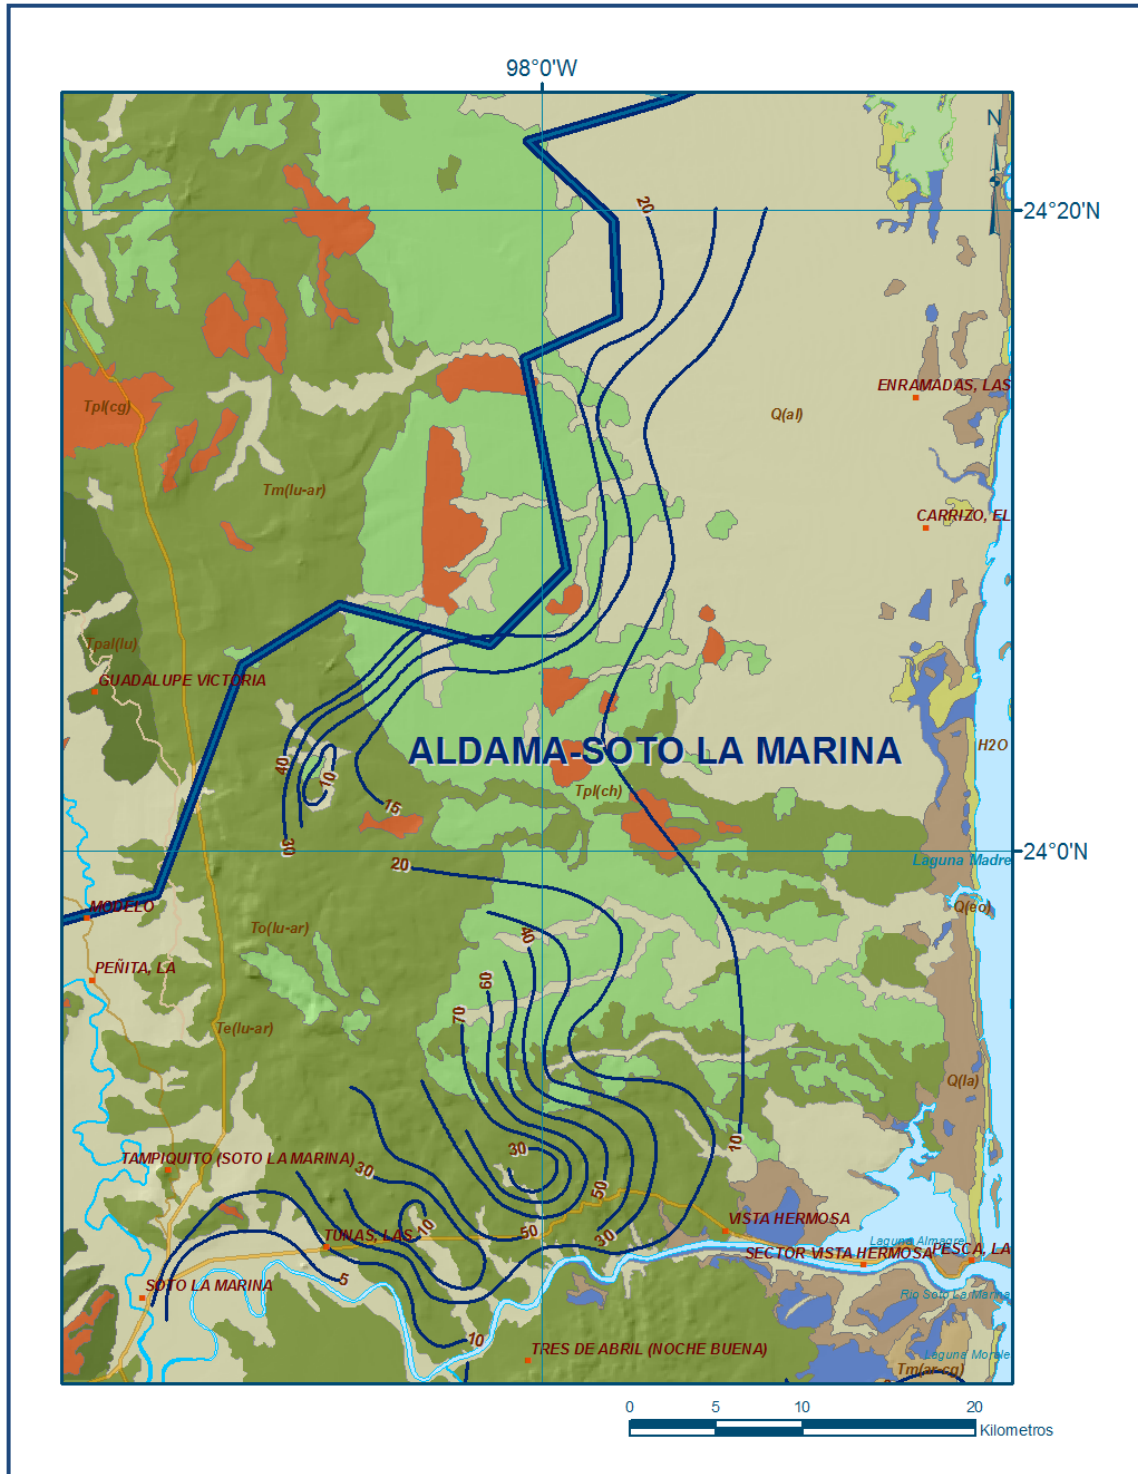 98°0'W
N
20
24°20'N
ENRAMADAS, LAS
Tpl(cg)
Q(al)
Tm(lu-ar)
CARRIZO, EL
Tpal(lu)
GUADALUPE VICTORIA
ALDAMA-SOTO LA MARINA
H2O
40
10
Tpl(ch)
15
30
24°0'N
20
Laguna Madre
MODELO
Q(eo)
To(lu-ar)
40
PEÑITA, LA
60
70
Te(lu-ar)
Q(la)
10
30
TAMPIQUITO (SOTO LA MARINA)
30
50
10
VISTA HERMOSA
50
30
TUNAS, LAS
Laguna Almagre
SECTOR VISTA HERMOSA
PESCA, LA
5
SOTO LA MARINA
Rio Soto La Marina
10
TRES DE ABRIL (NOCHE BUENA)
Laguna Morale
Tm(ar-cg)
0 5 10 20
Kilometros